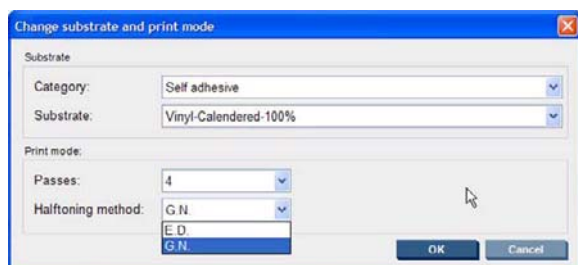 Change substrate and print mode
Substrate
Category: Self adhesive
Substrate: Vinyl-Calendered-100%
Print mode:
Passes: 4
Halftoning method: G.N.
E.D.
G.N.
OK Cancel